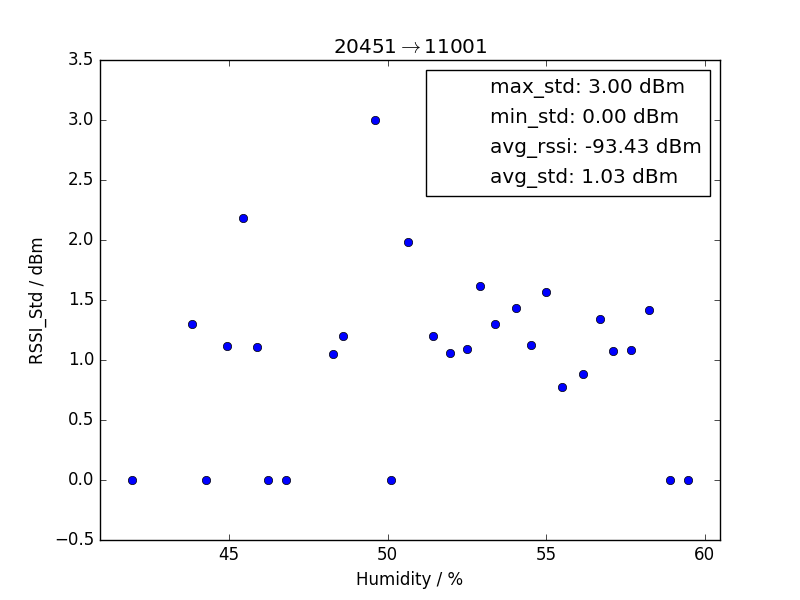 20451→11001
max_std: 3.00 dBm
min_std: 0.00 dBm
avg_rssi: -93.43 dBm
avg_std: 1.03 dBm
3.5
3.0
2.5
2.0
1.5
1.0
0.5
0.0
−0.5
RSSI_Std / dBm
45 50 55 60
Humidity / %